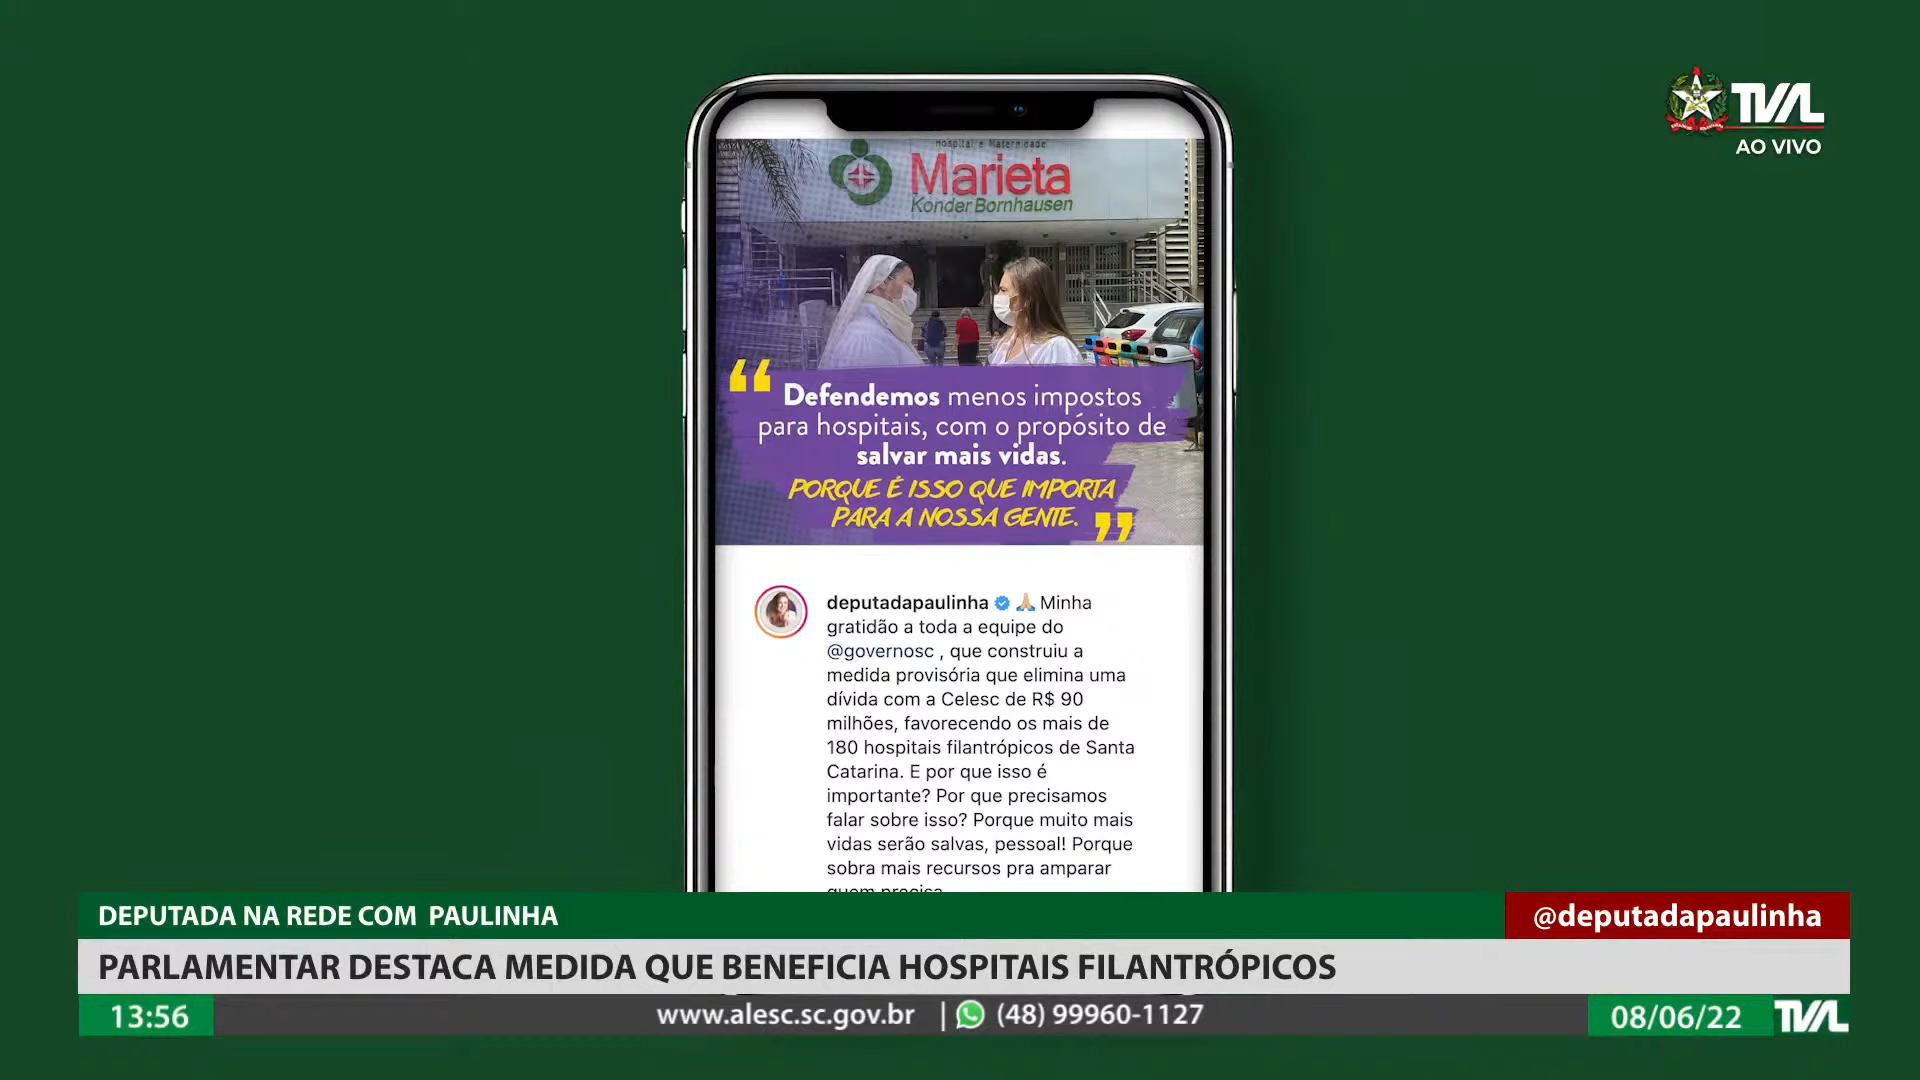 TVAL
AO VIVO
Hospital e Maternidade
Marieta
Konder Bornhausen
“ Defendemos menos impostos
para hospitais, com o propósito de
salvar mais vidas.
PORQUE É ISSO QUE IMPORTA
PARA A NOSSA GENTE. ”
deputadapaulinha 🙏🏼 Minha
gratidão a toda a equipe do
@governosc , que construiu a
medida provisória que elimina uma
dívida com a Celesc de R$ 90
milhões, favorecendo os mais de
180 hospitais filantrópicos de Santa
Catarina. E por que isso é
importante? Por que precisamos
falar sobre isso? Porque muito mais
vidas serão salvas, pessoal! Porque
sobra mais recursos pra amparar
quem precisa
DEPUTADA NA REDE COM PAULINHA
@deputadapaulinha
PARLAMENTAR DESTACA MEDIDA QUE BENEFICIA HOSPITAIS FILANTRÓPICOS
13:56
www.alesc.sc.gov.br | (48) 99960-1127
08/06/22
TVAL